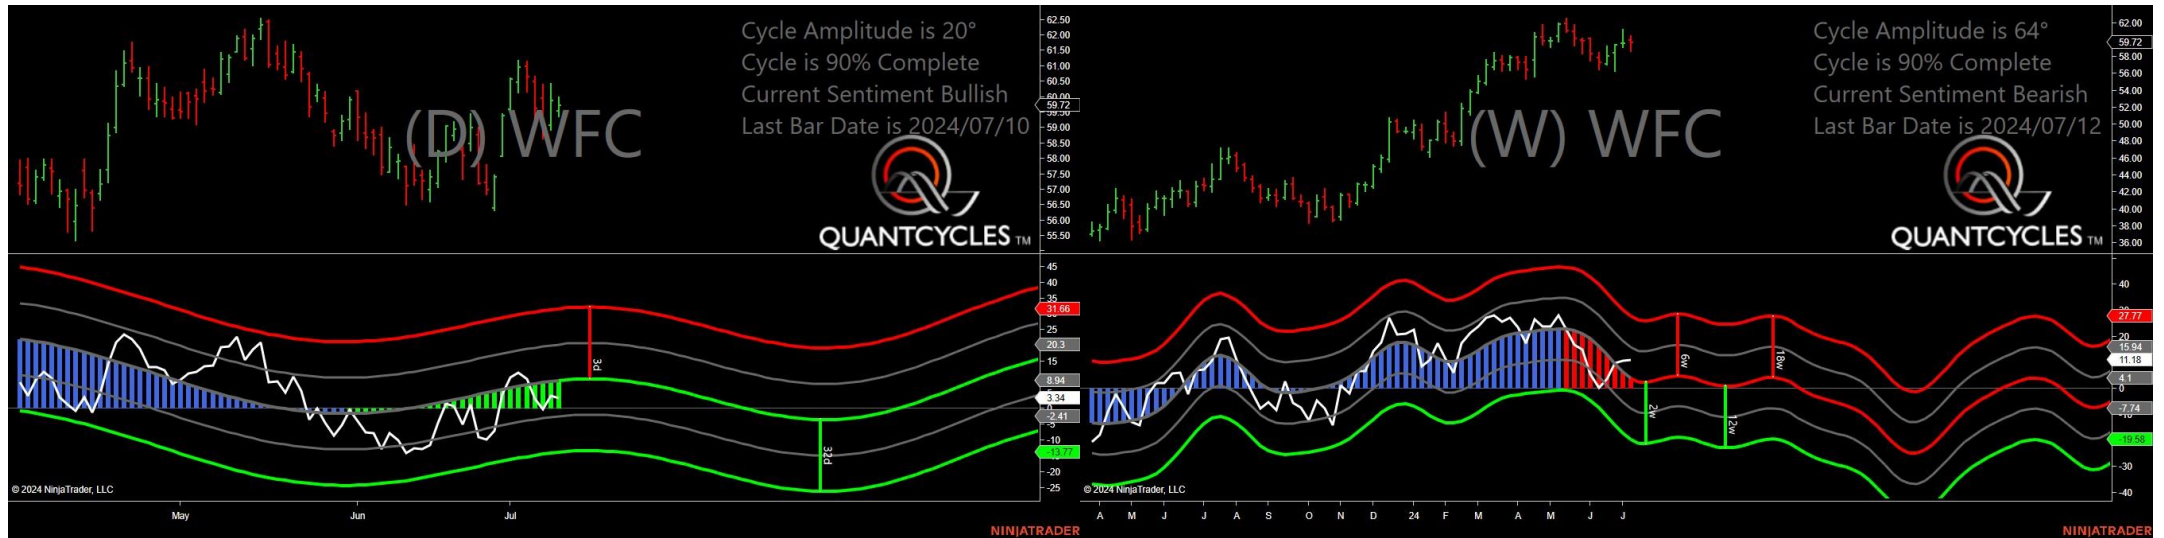 Cycle Amplitude is 20°
Cycle is 90% Complete
Current Sentiment Bullish
Last Bar Date is 2024/07/10
(D) WFC
QUANTCYCLES TM
62.50
62.00
61.50
61.00
60.50
60.00
59.72
59.50
59.00
58.50
58.00
57.50
57.00
56.50
56.00
55.50
45
40
35
31.66
25
20.3
15
8.94
3.34
-2.41
-5
-10
-13.77
-20
-25
3d
32d
© 2024 NinjaTrader, LLC
May Jun Jul
NINJATRADER
Cycle Amplitude is 64°
Cycle is 90% Complete
Current Sentiment Bearish
Last Bar Date is 2024/07/12
(W) WFC
QUANTCYCLES TM
62.00
59.72
58.00
56.00
54.00
52.00
50.00
48.00
46.00
44.00
42.00
40.00
38.00
36.00
40
27.77
20
15.94
11.18
4.1
0
-7.74
-19.58
-30
-40
6w
18w
2w
12w
© 2024 NinjaTrader, LLC
A M J J A S O N D 24 F M A M J J
NINJATRADER